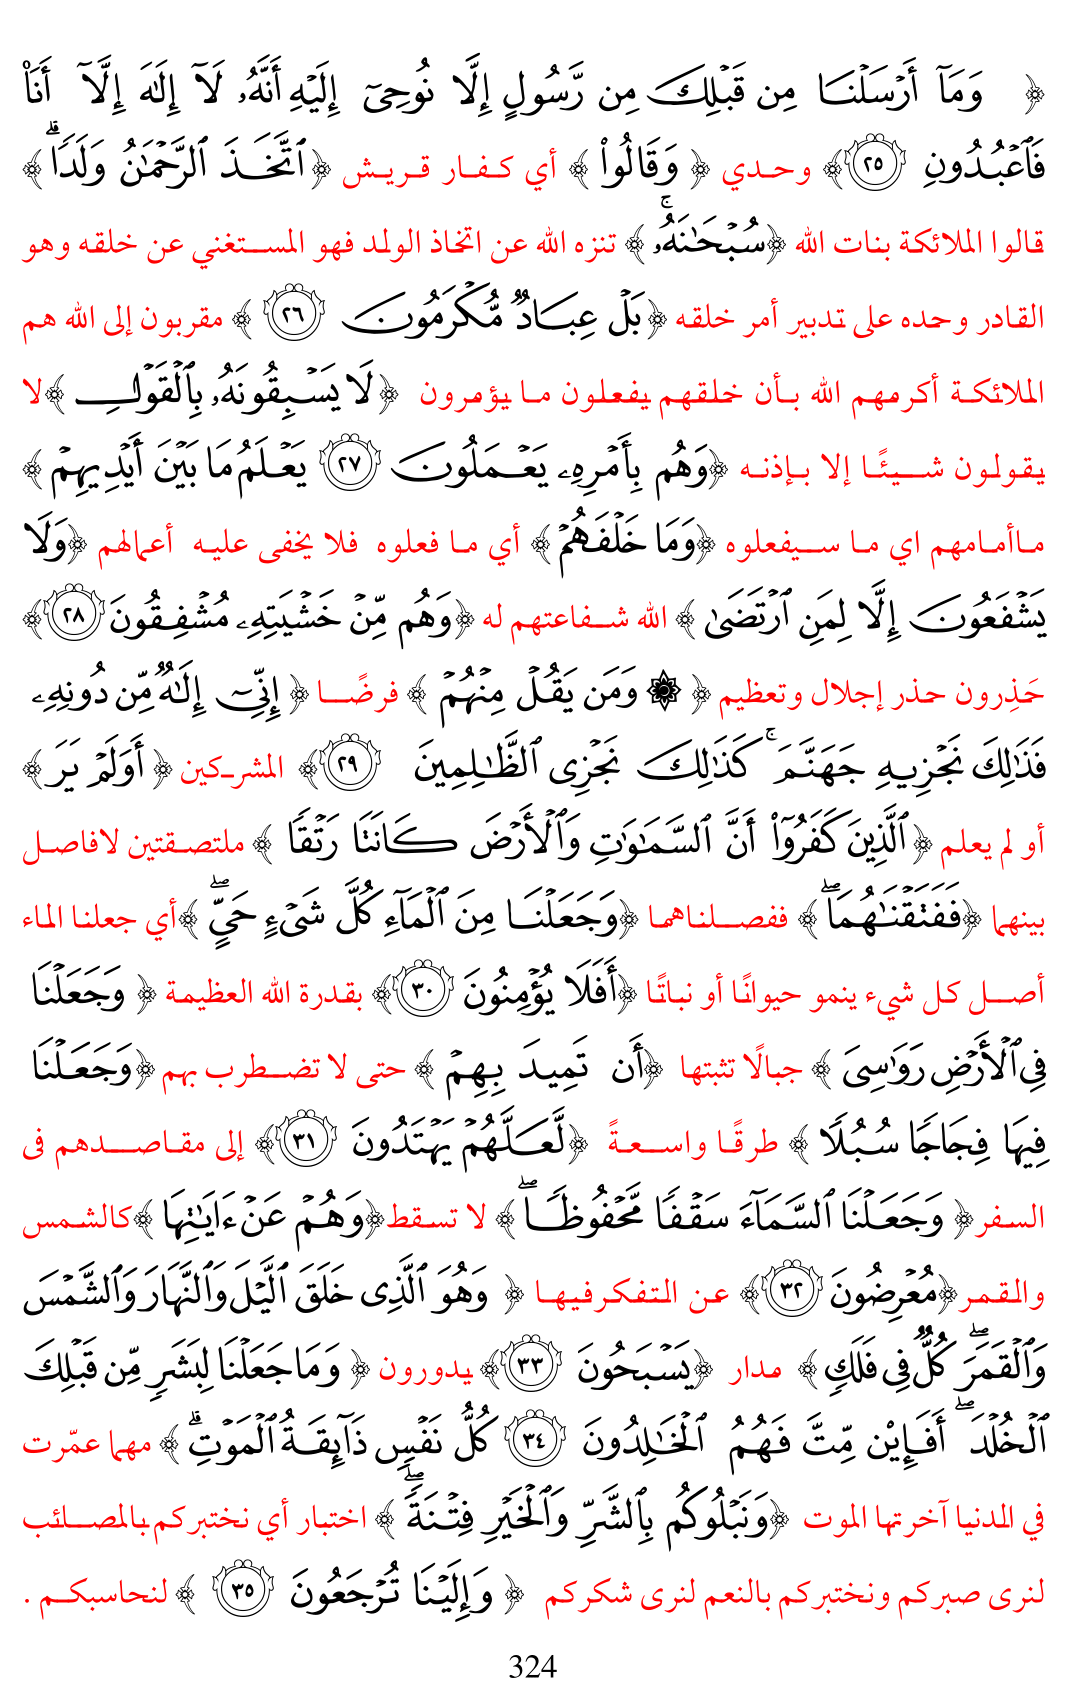 ﴿ وَمَآ أَرْسَلْنَا مِن قَبْلِكَ مِن رَّسُولٍ إِلَّا نُوحِىٓ إِلَيْهِ أَنَّهُۥ لَآ إِلَٰهَ إِلَّآ أَنَا۠
فَٱعْبُدُونِ ٢٥﴾ وحدي ﴿ وَقَالُوا۟ ﴾ أي كفار قريش ﴿ٱتَّخَذَ ٱلرَّحْمَٰنُ وَلَدًا ۗ﴾
قالوا الملائكة بنات الله ﴿سُبْحَٰنَهُۥ ۚ﴾ تنزه الله عن اتخاذ الولد فهو المستغني عن خلقه وهو
القادر وحده على تدبير أمر خلقه ﴿بَلْ عِبَادٌ مُّكْرَمُونَ ٢٦ ﴾ مقربون إلى الله هم
الملائكة أكرمهم الله بأن خلقهم يفعلون ما يؤمرون ﴿لَا يَسْبِقُونَهُۥ بِٱلْقَوْلِ ﴾لا
يقولون شيئًا إلا بإذنه ﴿وَهُم بِأَمْرِهِۦ يَعْمَلُونَ ٢٧ يَعْلَمُ مَا بَيْنَ أَيْدِيهِمْ ﴾
ماأمامهم اي ما سيفعلوه ﴿وَمَا خَلْفَهُمْ ﴾ أي ما فعلوه فلا يخفى عليه أعمالهم ﴿وَلَا
يَشْفَعُونَ إِلَّا لِمَنِ ٱرْتَضَىٰ ﴾ الله شفاعتهم له ﴿وَهُم مِّنْ خَشْيَتِهِۦ مُشْفِقُونَ ٢٨﴾
حَذِرون حذر إجلال وتعظيم ﴿ ۞ وَمَن يَقُلْ مِنْهُمْ ﴾ فرضًا ﴿ إِنِّىٓ إِلَٰهٌ مِّن دُونِهِۦ
فَذَٰلِكَ نَجْزِيهِ جَهَنَّمَ ۚ كَذَٰلِكَ نَجْزِى ٱلظَّٰلِمِينَ ٢٩﴾ المشركين ﴿ أَوَلَمْ يَرَ ﴾
أو لم يعلم ﴿ ٱلَّذِينَ كَفَرُوٓا۟ أَنَّ ٱلسَّمَٰوَٰتِ وَٱلْأَرْضَ كَانَتَا رَتْقًا ﴾ ملتصقتين لافاصل
بينهما ﴿فَفَتَقْنَٰهُمَا ۖ﴾ ففصلناهما ﴿وَجَعَلْنَا مِنَ ٱلْمَآءِ كُلَّ شَىْءٍ حَىٍّ ۖ﴾أي جعلنا الماء
أصل كل شيء ينمو حيوانًا أو نباتًا ﴿أَفَلَا يُؤْمِنُونَ ٣٠﴾ بقدرة الله العظيمة ﴿ وَجَعَلْنَا
فِى ٱلْأَرْضِ رَوَٰسِىَ ﴾ جبالًا تثبتها ﴿أَن تَمِيدَ بِهِمْ ﴾ حتى لا تضطرب بهم ﴿وَجَعَلْنَا
فِيهَا فِجَاجًا سُبُلًا ﴾ طرقًا واسعةً ﴿لَّعَلَّهُمْ يَهْتَدُونَ ٣١﴾ إلى مقاصدهم فى
السفر﴿ وَجَعَلْنَا ٱلسَّمَآءَ سَقْفًا مَّحْفُوظًا ۖ﴾ لا تسقط﴿وَهُمْ عَنْ ءَايَٰتِهَا ﴾كالشمس
والقمر﴿مُعْرِضُونَ ٣٢﴾ عن التفكرفيها ﴿ وَهُوَ ٱلَّذِى خَلَقَ ٱلَّيْلَ وَٱلنَّهَارَ وَٱلشَّمْسَ
وَٱلْقَمَرَ ۖ كُلٌّ فِى فَلَكٍ ﴾ مدار ﴿يَسْبَحُونَ ٣٣﴾ يدورون ﴿ وَمَا جَعَلْنَا لِبَشَرٍ مِّن قَبْلِكَ
ٱلْخُلْدَ ۖ أَفَإِي۟ن مِّتَّ فَهُمُ ٱلْخَٰلِدُونَ ٣٤ كُلُّ نَفْسٍ ذَآئِقَةُ ٱلْمَوْتِ ۗ ﴾ مهما عمّرت
في الدنيا آخرتها الموت ﴿وَنَبْلُوكُم بِٱلشَّرِّ وَٱلْخَيْرِ فِتْنَةً ۖ ﴾ اختبار أي نختبركم بالمصائب
لنرى صبركم ونختبركم بالنعم لنرى شكركم ﴿ وَإِلَيْنَا تُرْجَعُونَ ٣٥ ﴾ لنحاسبكم .
324